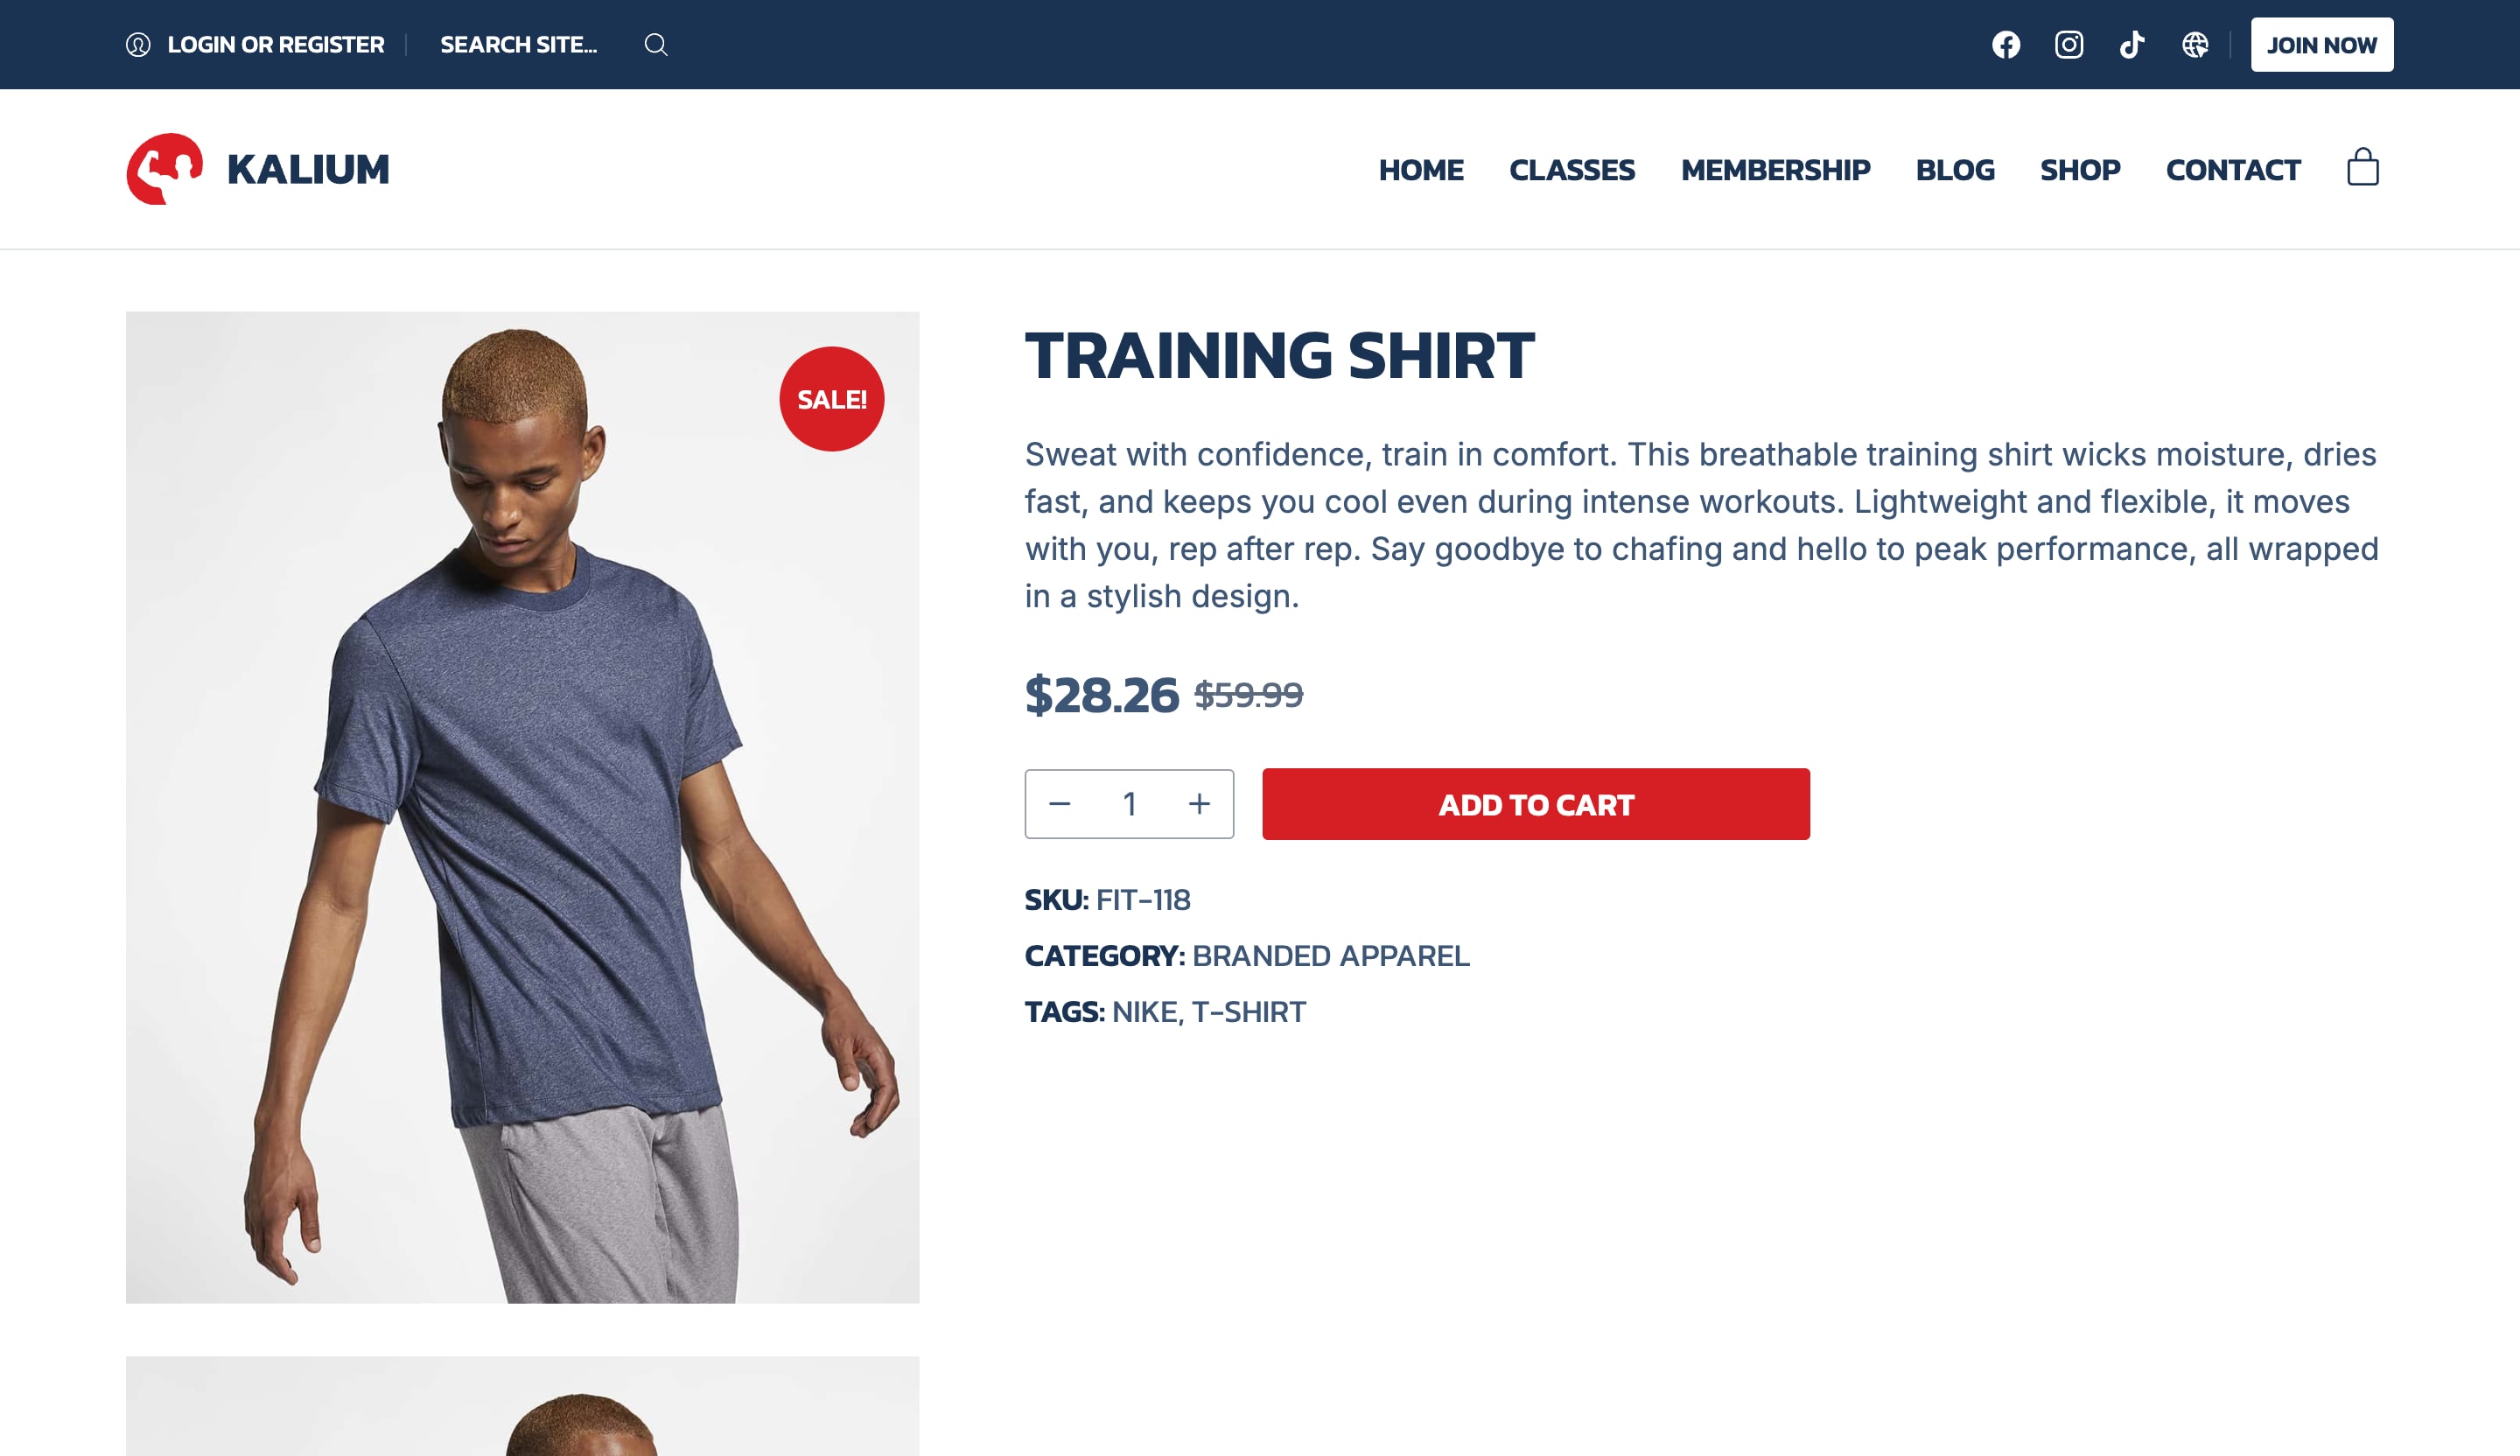 LOGIN OR REGISTER
SEARCH SITE...
JOIN NOW
KALIUM
HOME CLASSES MEMBERSHIP BLOG SHOP CONTACT
SALE!
TRAINING SHIRT
Sweat with confidence, train in comfort. This breathable training shirt wicks moisture, dries
fast, and keeps you cool even during intense workouts. Lightweight and flexible, it moves
with you, rep after rep. Say goodbye to chafing and hello to peak performance, all wrapped
in a stylish design.
$28.26 $59.99
1
ADD TO CART
SKU: FIT-118
CATEGORY: BRANDED APPAREL
TAGS: NIKE, T-SHIRT